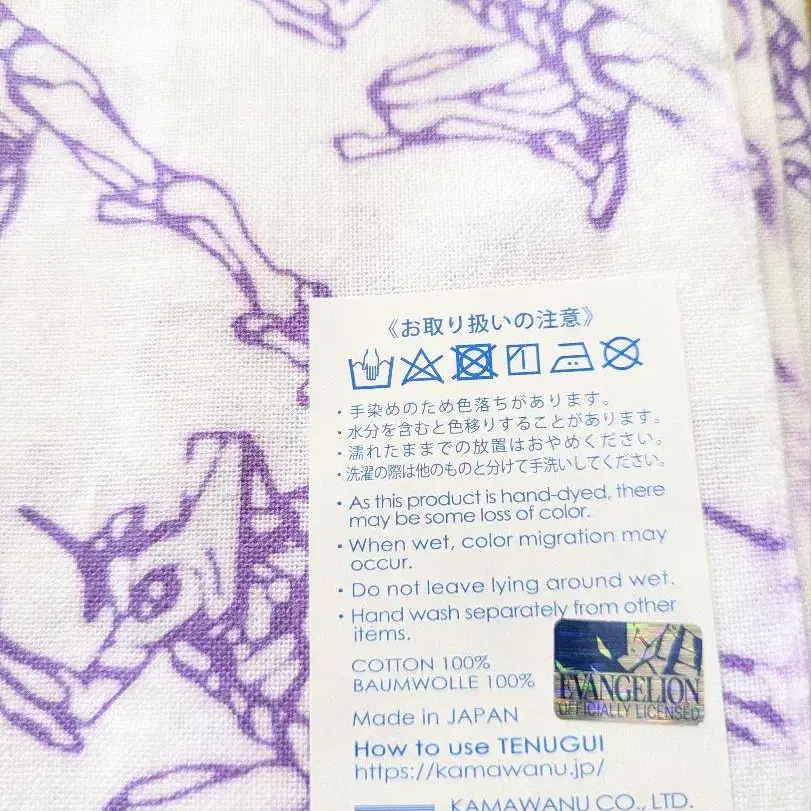 《お取り扱いの注意》
・手染めのため色落ちがあります。
・水分を含むと色移りすることがあります。
・濡れたままでの放置はおやめください。
・洗濯の際は他のものと分けて手洗いしてください。
・As this product is hand-dyed, there
may be some loss of color.
・When wet, color migration may
occur.
・Do not leave lying around wet.
・Hand wash separately from other
items.
COTTON 100%
BAUMWOLLE 100%
EVANGELION
OFFICIALLY LICENSED
Made in JAPAN
How to use TENUGUI
https://kamawanu.jp/
KAMAWANU CO., LTD.